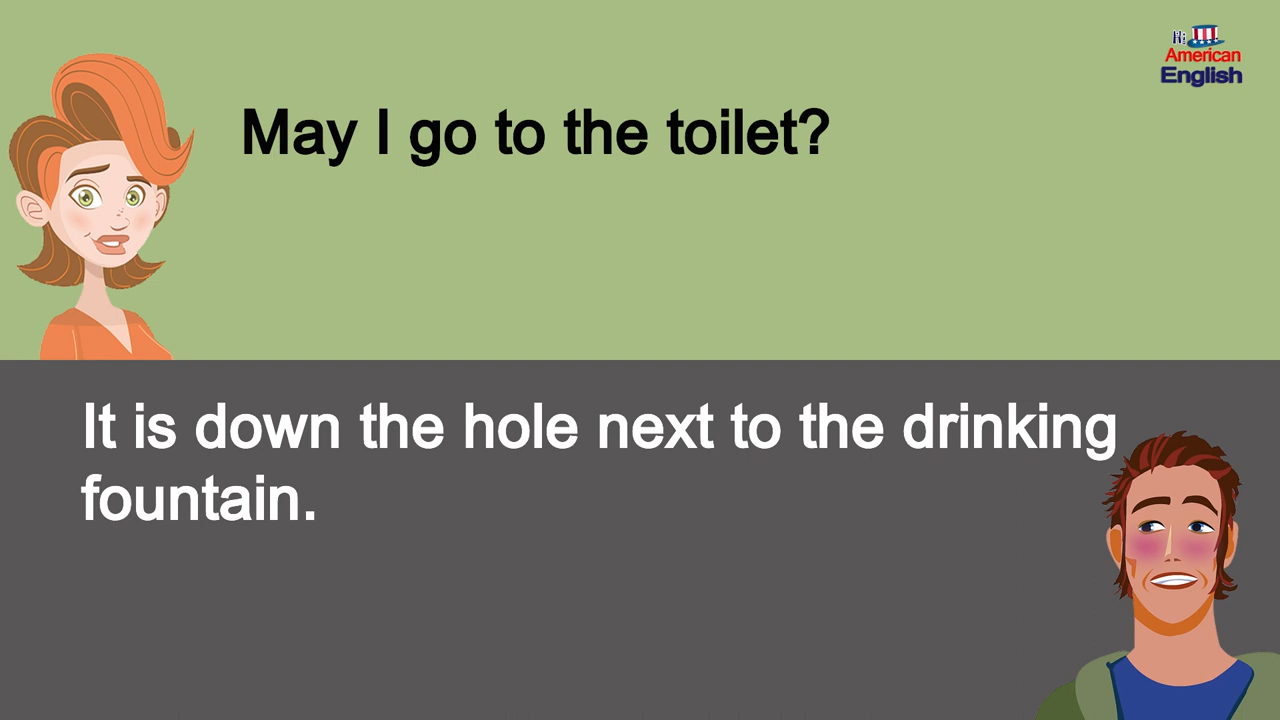 Hi
American
English
May I go to the toilet?
It is down the hole next to the drinking
fountain.